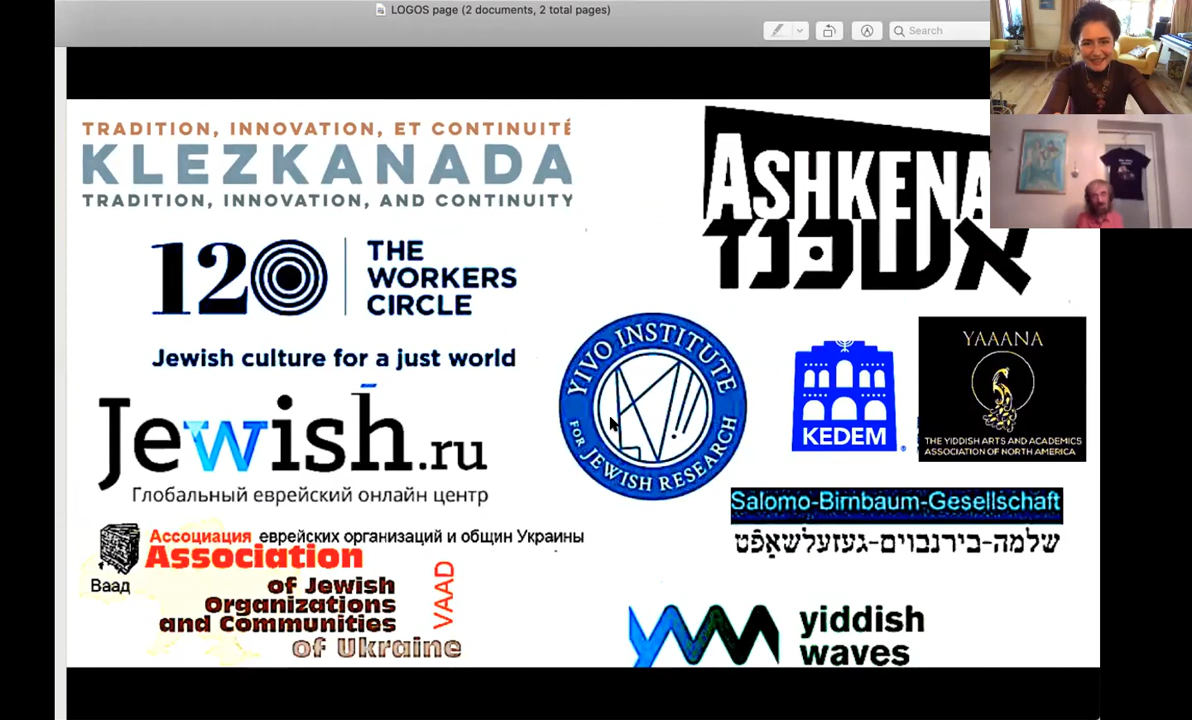 LOGOS page (2 documents, 2 total pages)
Search
TRADITION, INNOVATION, ET CONTINUITÉ
KLEZKANADA
TRADITION, INNOVATION, AND CONTINUITY
ASHKENA
אשכּנז
120
THE
WORKERS
CIRCLE
Jewish culture for a just world
Jewish.ru
Глобальный еврейский онлайн центр
YIVO INSTITUTE
FOR JEWISH RESEARCH
KEDEM
YAAANA
THE YIDDISH ARTS AND ACADEMICS
ASSOCIATION OF NORTH AMERICA
Salomo-Birnbaum-Gesellschaft
שלמה-בירנבוים-געזעלשאַפֿט
Ассоциация еврейских организаций и общин Украины
Ваад
Association
of Jewish
Organizations
and Communities
of Ukraine
VAAD
yiddish
waves